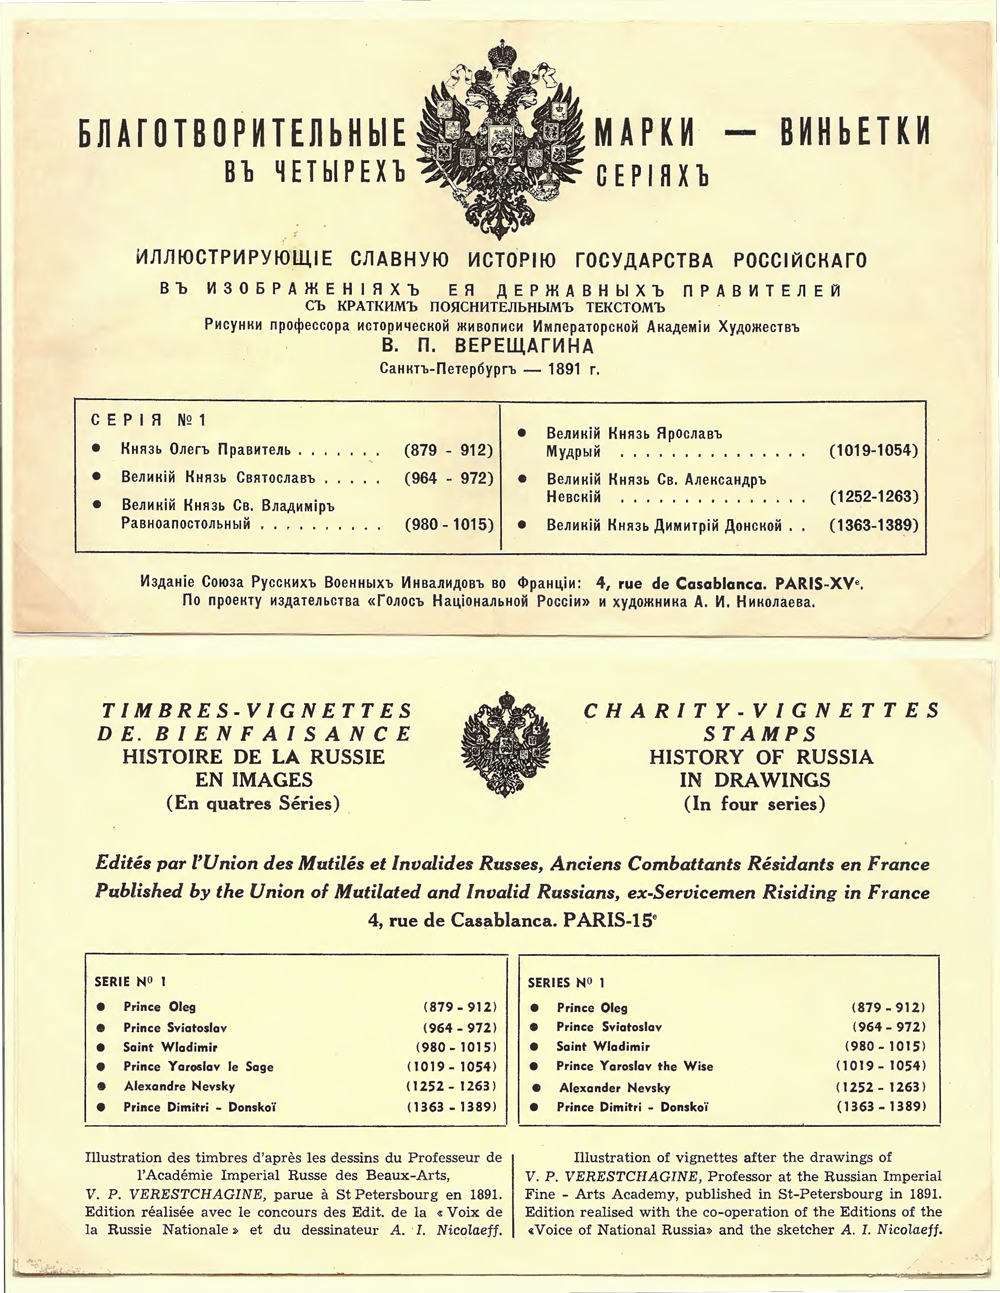 БЛАГОТВОРИТЕЛЬНЫЕ МАРКИ — ВИНЬЕТКИ
ВЪ ЧЕТЫРЕХЪ СЕРІЯХЪ
ИЛЛЮСТРИРУЮЩІЕ СЛАВНУЮ ИСТОРІЮ ГОСУДАРСТВА РОССІЙСКАГО
ВЪ ИЗОБРАЖЕНІЯХЪ ЕЯ ДЕРЖАВНЫХЪ ПРАВИТЕЛЕЙ
СЪ КРАТКИМЪ ПОЯСНИТЕЛЬНЫМЪ ТЕКСТОМЪ
Рисунки профессора исторической живописи Императорской Академіи Художествъ
В. П. ВЕРЕЩАГИНА
Санктъ-Петербургъ — 1891 г.
СЕРІЯ №1
● Князь Олегъ Правитель . . . . . . . (879 - 912)
● Великій Князь Святославъ . . . . . (964 - 972)
● Великій Князь Св. Владиміръ
Равноапостольный . . . . . . . . . . (980 - 1015)
● Великій Князь Ярославъ
Мудрый . . . . . . . . . . . . . . . (1019-1054)
● Великій Князь Св. Александръ
Невскій . . . . . . . . . . . . . . . (1252-1263)
● Великій Князь Димитрій Донской . . (1363-1389)
Изданіе Союза Русскихъ Военныхъ Инвалидовъ во Франціи: 4, rue de Casablanca. PARIS-XVe.
По проекту издательства «Голосъ Національной Россіи» и художника А. И. Николаева.
TIMBRES-VIGNETTES
DE. BIENFAISANCE
HISTOIRE DE LA RUSSIE
EN IMAGES
(En quatres Séries)
CHARITY-VIGNETTES
STAMPS
HISTORY OF RUSSIA
IN DRAWINGS
(In four series)
Edités par l'Union des Mutilés et Invalides Russes, Anciens Combattants Résidants en France
Published by the Union of Mutilated and Invalid Russians, ex-Servicemen Risiding in France
4, rue de Casablanca. PARIS-15e
SERIE Nº 1
● Prince Oleg (879 - 912)
● Prince Sviatoslav (964 - 972)
● Saint Wladimir (980 - 1015)
● Prince Yaroslav le Sage (1019 - 1054)
● Alexandre Nevsky (1252 - 1263)
● Prince Dimitri - Donskoï (1363 - 1389)
SERIES Nº 1
● Prince Oleg (879 - 912)
● Prince Sviatoslav (964 - 972)
● Saint Wladimir (980 - 1015)
● Prince Yaroslav the Wise (1019 - 1054)
● Alexander Nevsky (1252 - 1263)
● Prince Dimitri - Donskoï (1363 - 1389)
Illustration des timbres d'après les dessins du Professeur de
l'Académie Imperial Russe des Beaux-Arts,
V. P. VERESTCHAGINE, parue à St Petersbourg en 1891.
Edition réalisée avec le concours des Edit. de la « Voix de
la Russie Nationale » et du dessinateur A. I. Nicolaeff.
Illustration of vignettes after the drawings of
V. P. VERESTCHAGINE, Professor at the Russian Imperial
Fine - Arts Academy, published in St-Petersbourg in 1891.
Edition realised with the co-operation of the Editions of the
«Voice of National Russia» and the sketcher A. I. Nicolaeff.